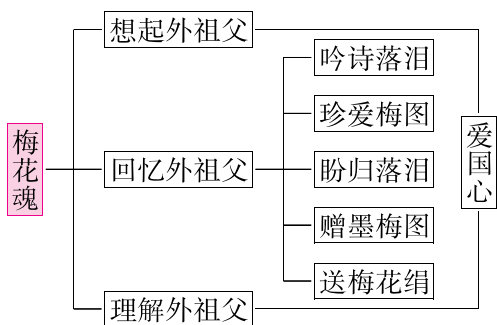 梅花魂
想起外祖父
回忆外祖父
理解外祖父
吟诗落泪
珍爱梅图
盼归落泪
赠墨梅图
送梅花绢
爱国心